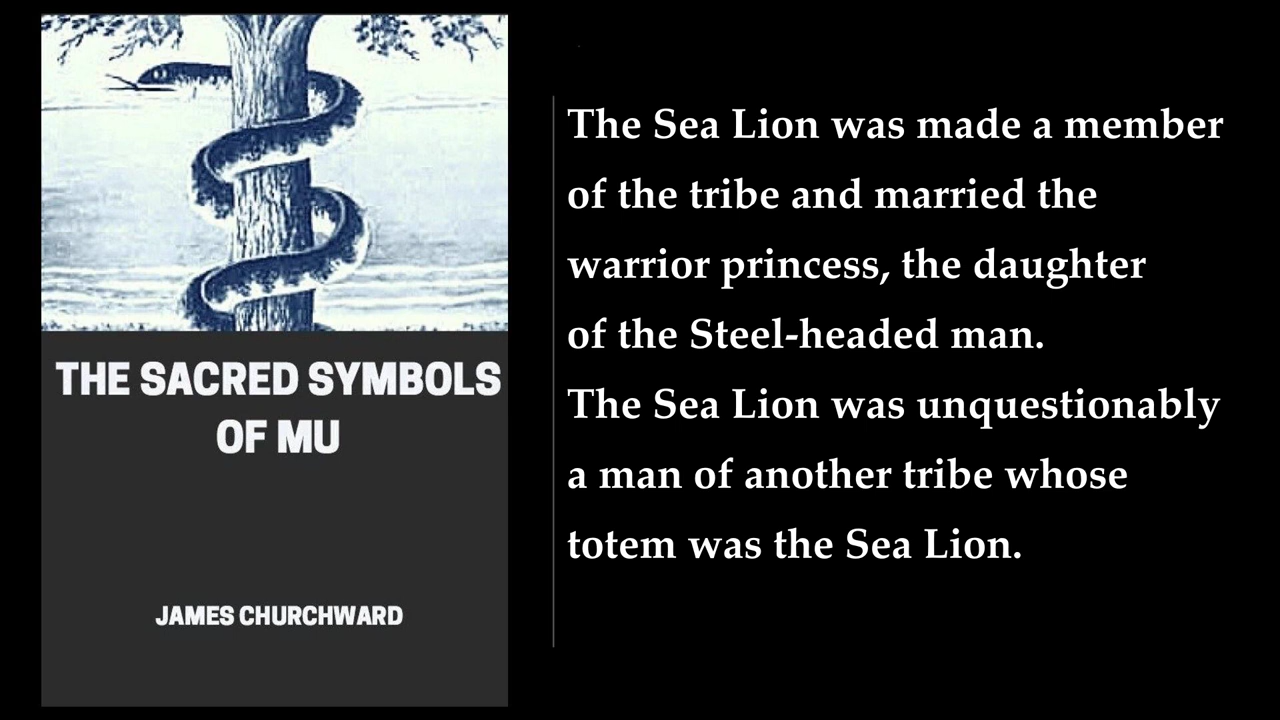 THE SACRED SYMBOLS
OF MU
JAMES CHURCHWARD
The Sea Lion was made a member
of the tribe and married the
warrior princess, the daughter
of the Steel-headed man.
The Sea Lion was unquestionably
a man of another tribe whose
totem was the Sea Lion.